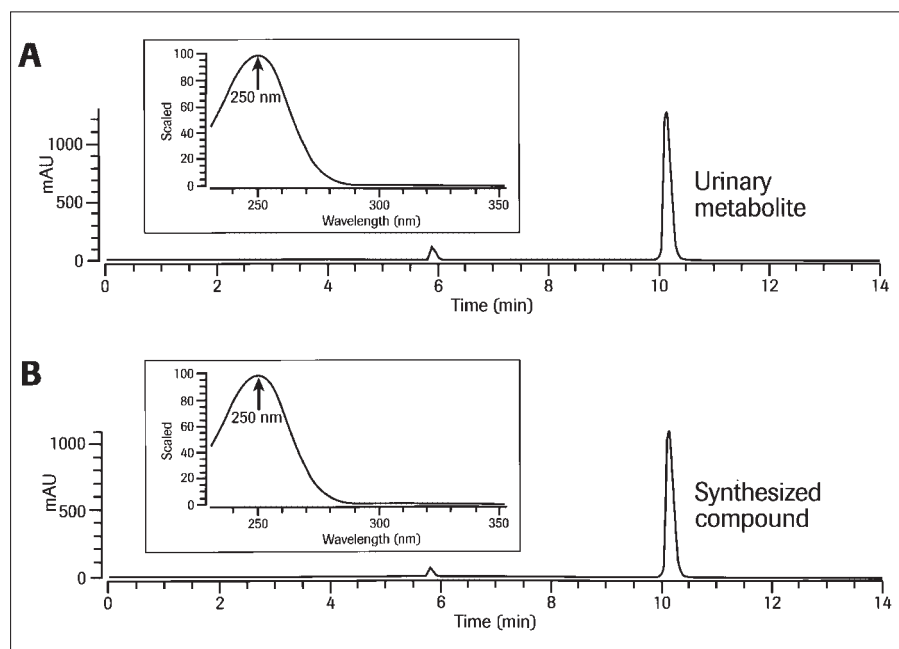 A
100
80
60
40
20
0
Scaled
250 nm
250
300
350
Wavelength (nm)
1000
500
0
mAU
Urinary
metabolite
0 2 4 6 8 10 12 14
Time (min)
B
100
80
60
40
20
0
Scaled
250 nm
250
300
350
Wavelength (nm)
1000
500
0
mAU
Synthesized
compound
0 2 4 6 8 10 12 14
Time (min)